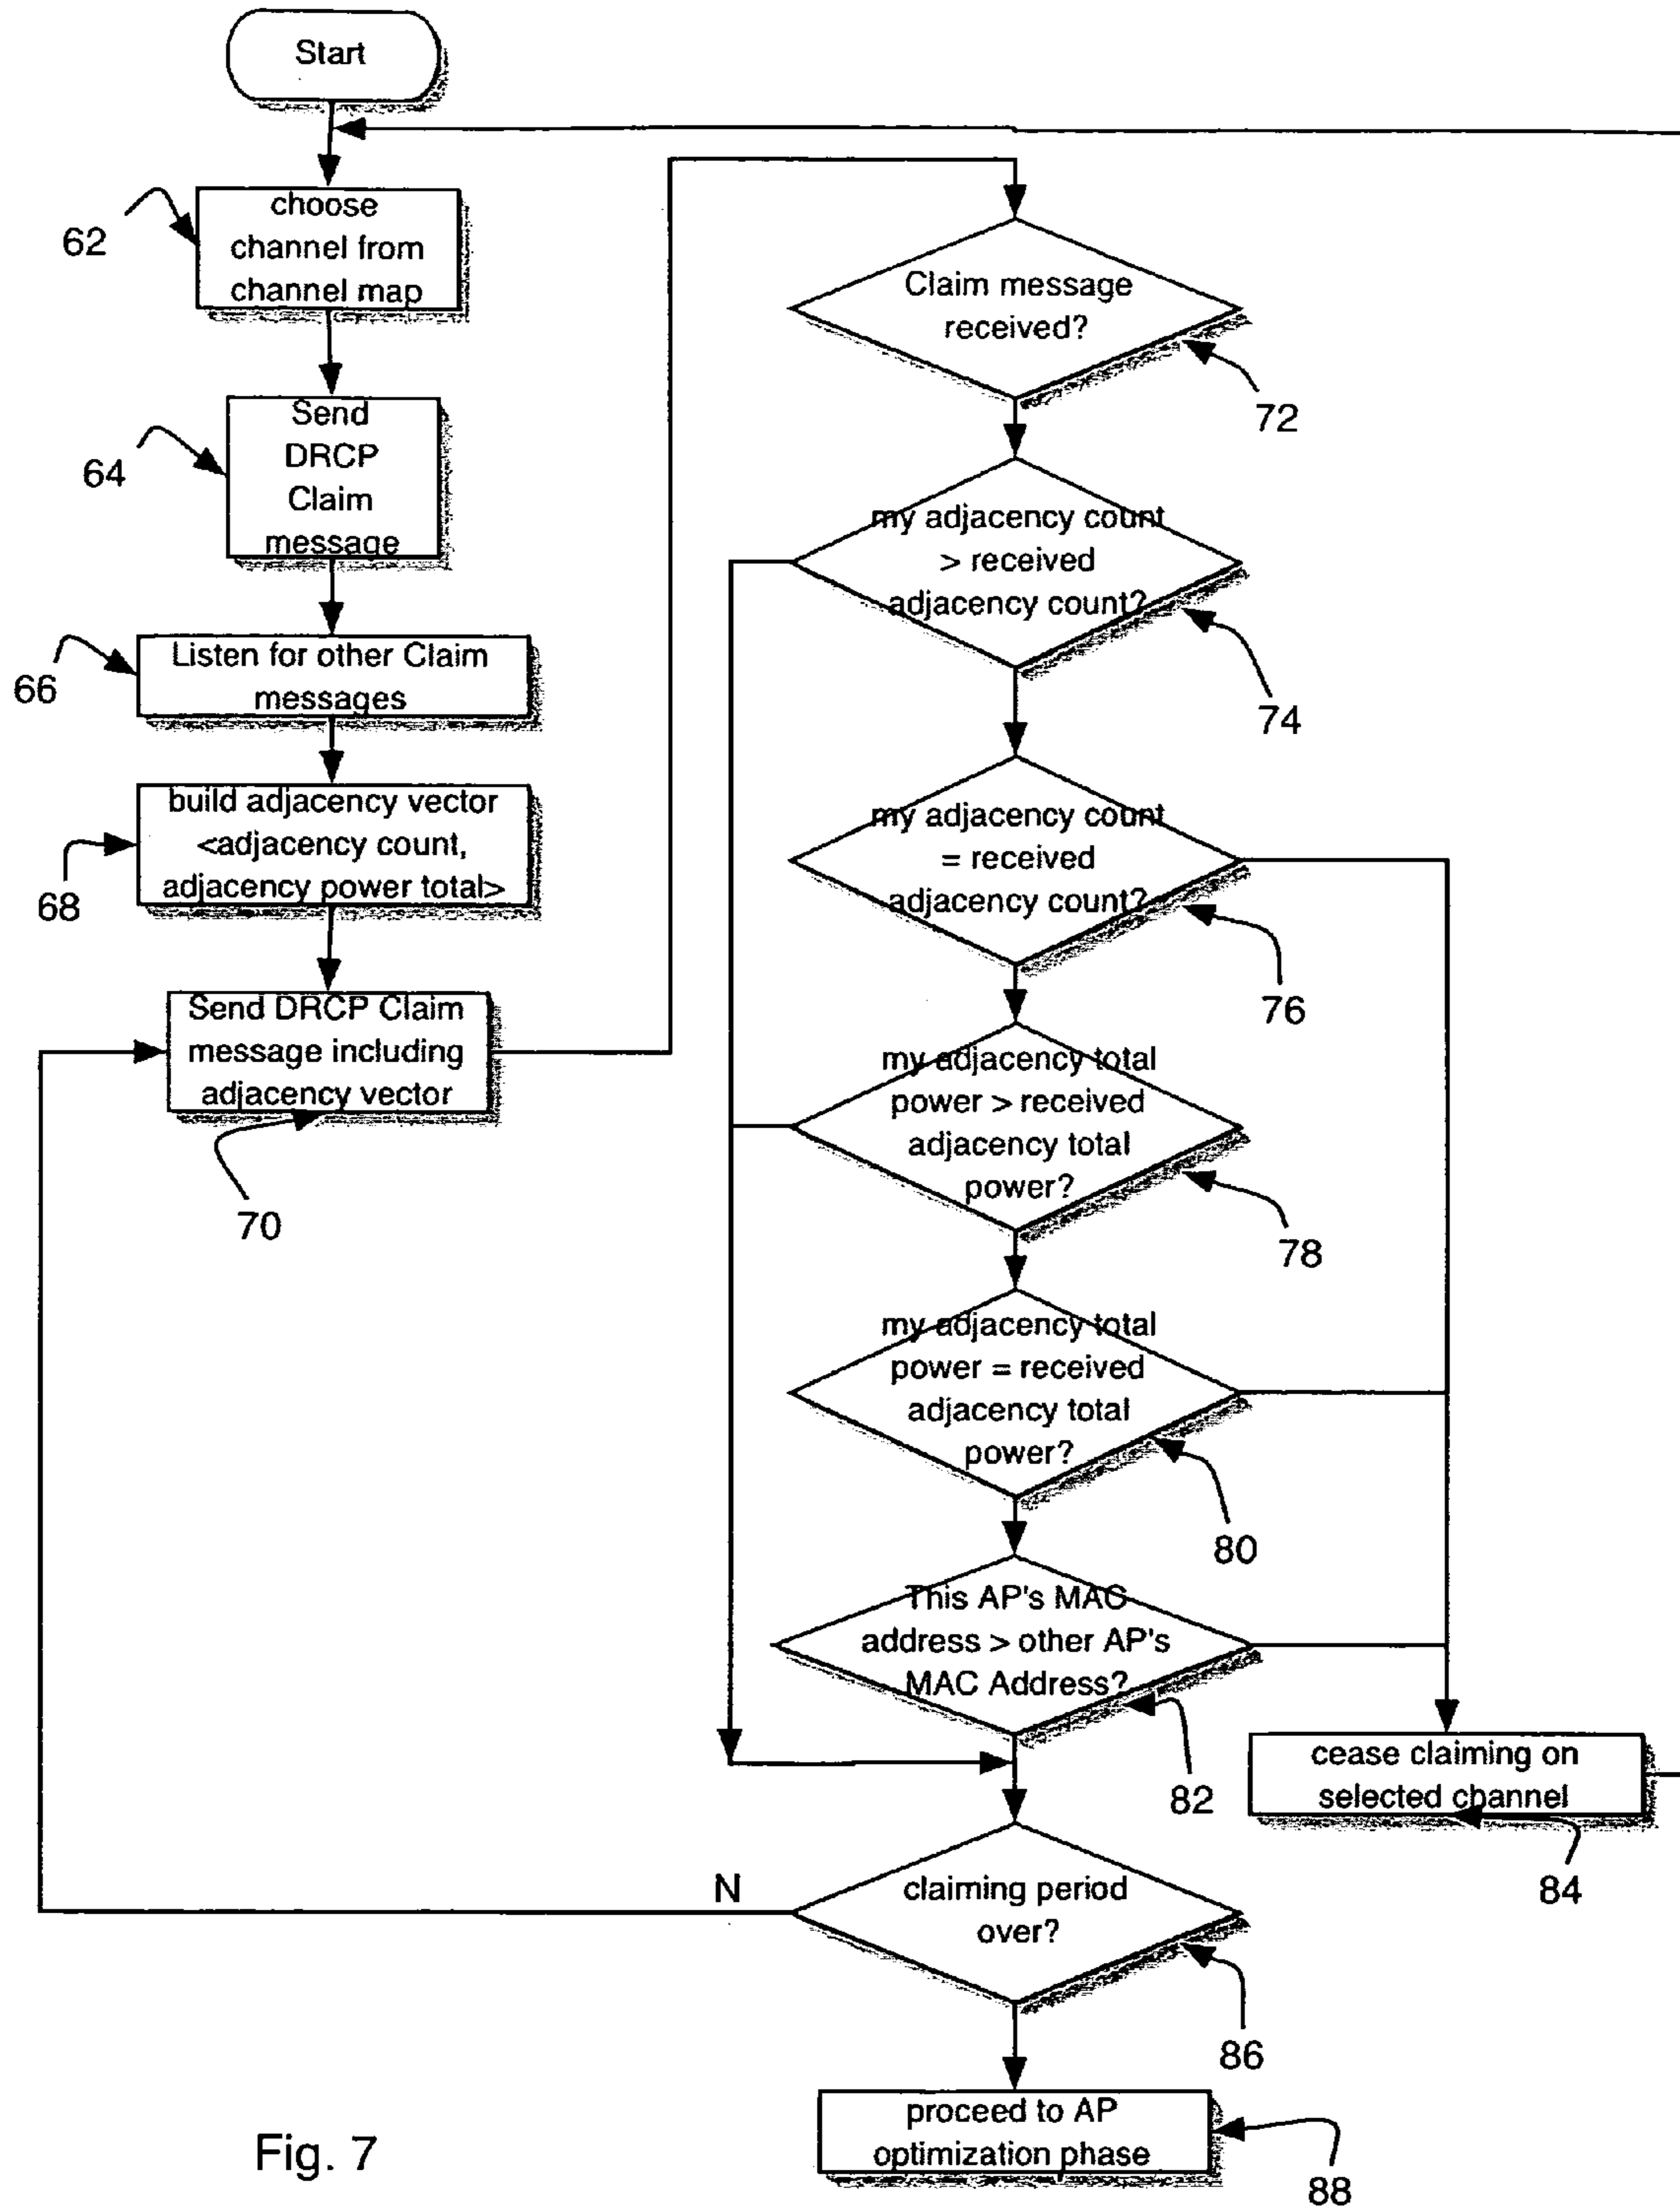 Start
choose
channel from
channel map
62
Send
DRCP
Claim
message
64
Listen for other Claim
messages
66
build adjacency vector
<adjacency count,
adjacency power total>
68
Send DRCP Claim
message including
adjacency vector
70
Claim message
received?
72
my adjacency count
> received
adjacency count?
74
my adjacency count
= received
adjacency count?
76
my adjacency total
power > received
adjacency total
power?
78
my adjacency total
power = received
adjacency total
power?
80
This AP's MAC
address > other AP's
MAC Address?
82
cease claiming on
selected channel
84
claiming period
over?
N
86
proceed to AP
optimization phase
88
Fig. 7